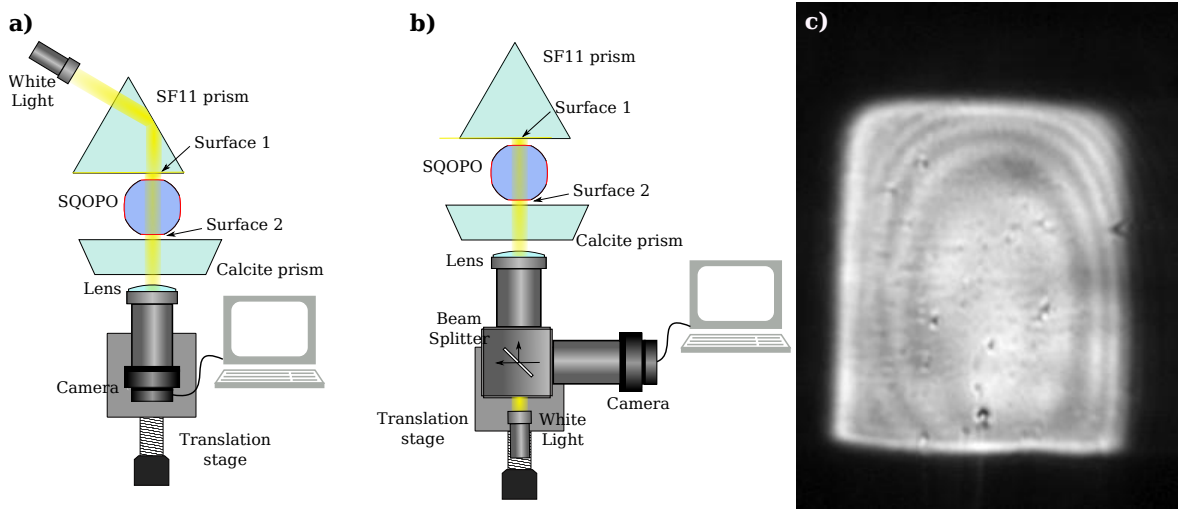 a)
White
Light
SF11 prism
Surface 1
SQOPO
Surface 2
Calcite prism
Lens
Camera
Translation
stage
b)
SF11 prism
Surface 1
SQOPO
Surface 2
Calcite prism
Lens
Beam
Splitter
Camera
Translation
stage
White
Light
c)